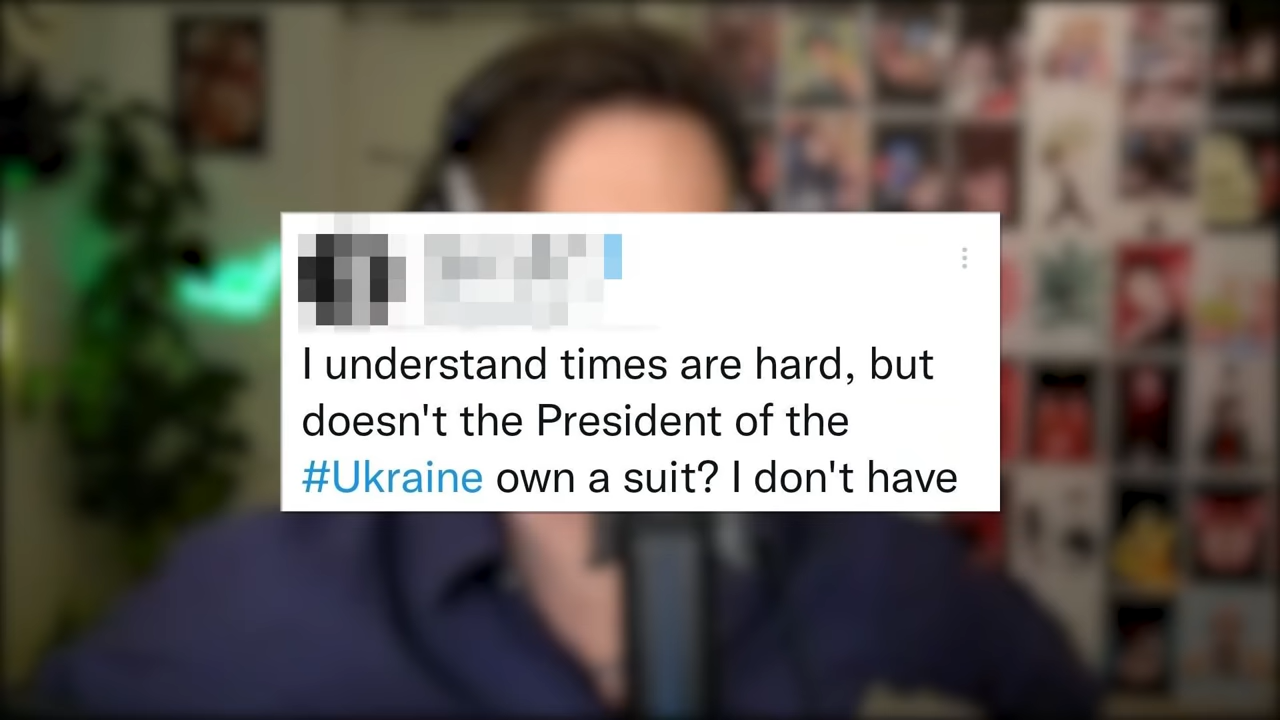 I understand times are hard, but
doesn't the President of the
#Ukraine own a suit? I don't have